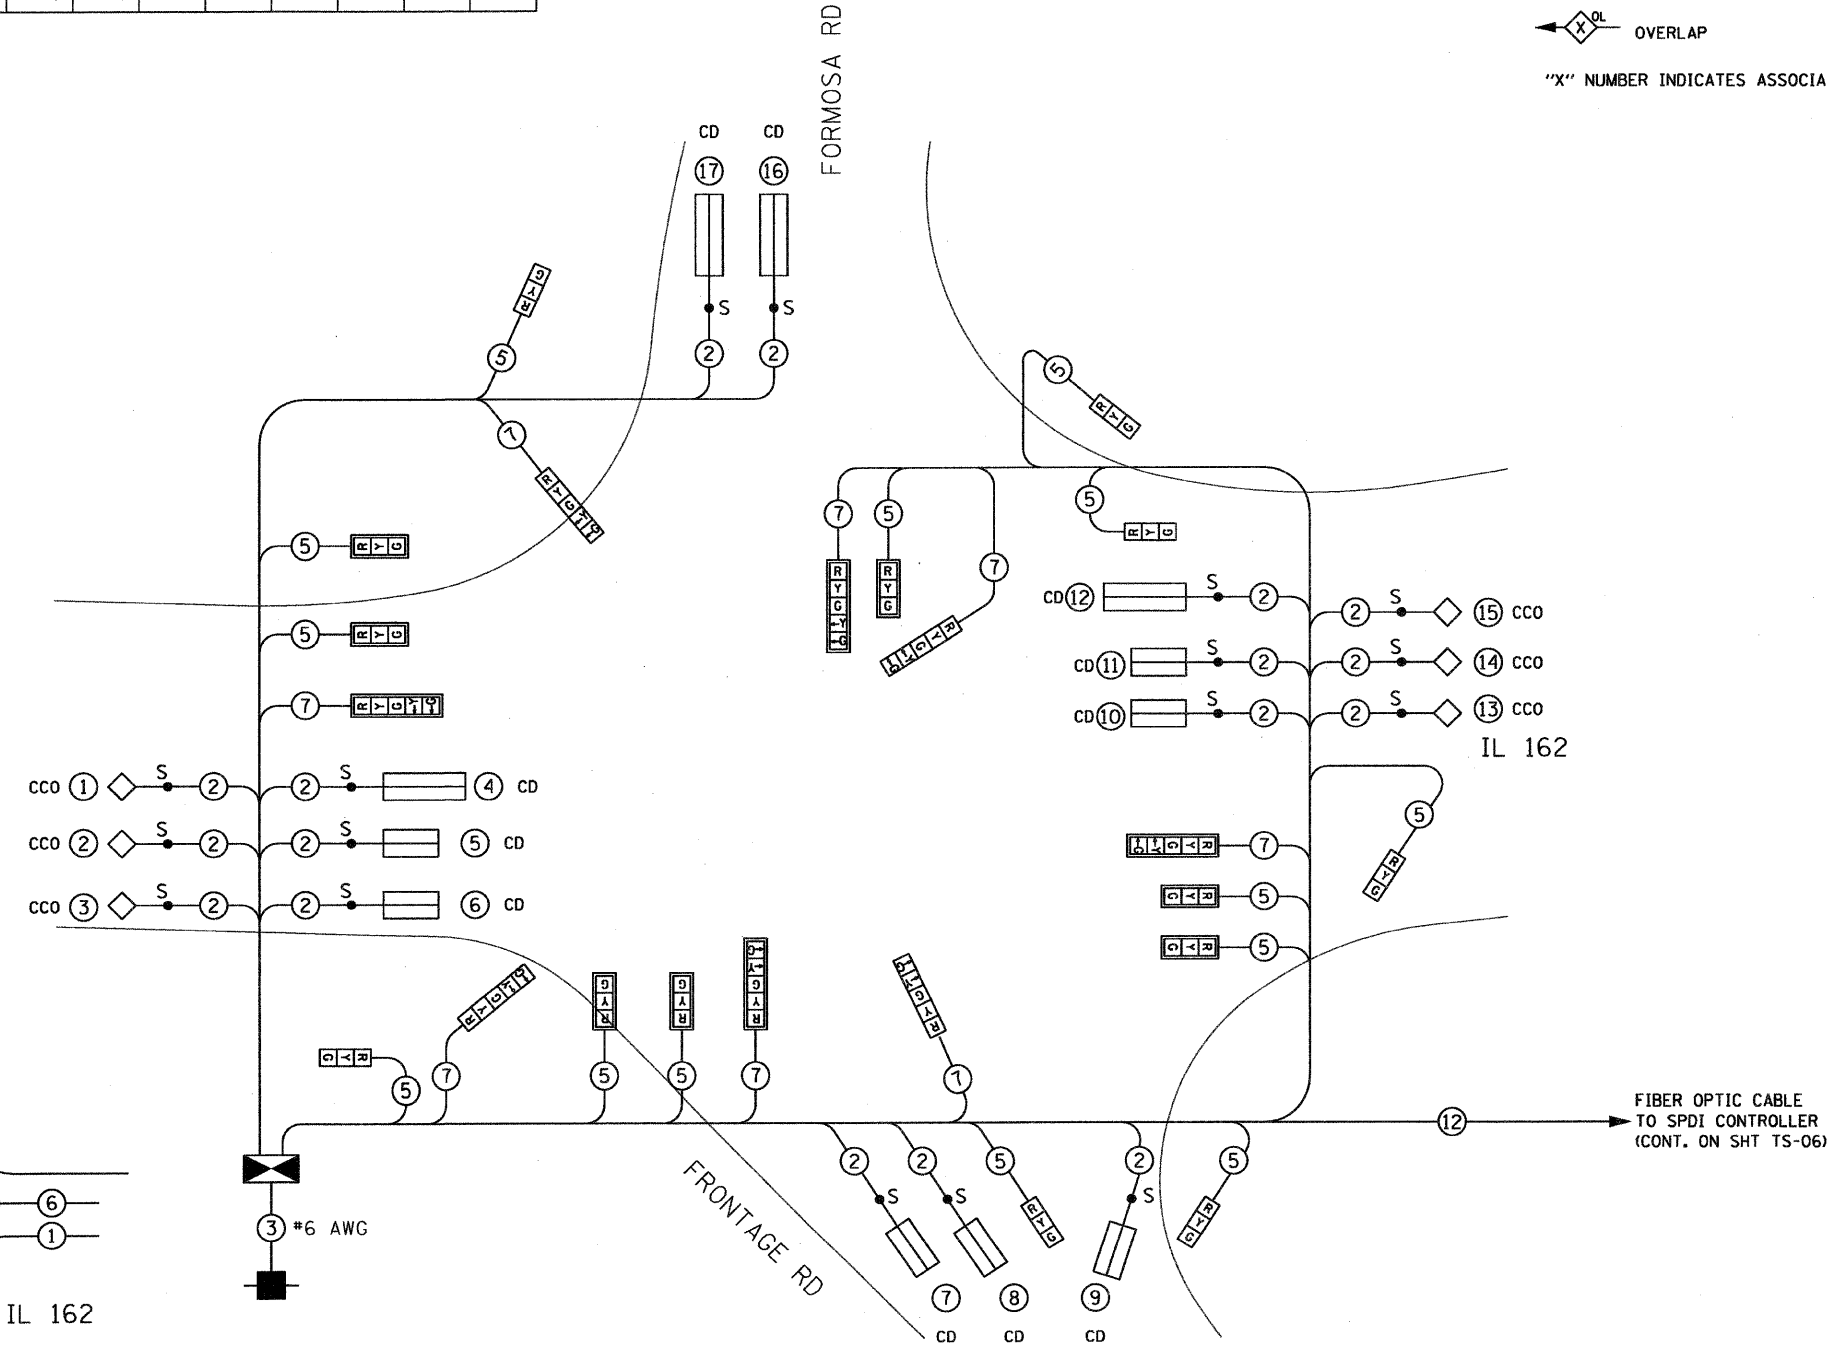 FORMOSA RD
X OL
OVERLAP
"X" NUMBER INDICATES ASSOCIA
CD CD
17 16
S S
2 2
R Y G
5
7
R Y G Y G
5
R Y G
5 R Y G
5 R Y G
7 R Y G Y G
7 5 7
R Y G Y G
R Y G
R Y G Y G
5
R Y G
CD 12 S 2
2 S 15 CCO
CD 11 S 2
2 S 14 CCO
CD 10 S 2
2 S 13 CCO
IL 162
CCO 1 S 2
2 S 4 CD
CCO 2 S 2
2 S 5 CD
CCO 3 S 2
2 S 6 CD
5
R Y G
R Y G Y G 7
R Y G 5
R Y G 5
R Y G 5
R Y G Y G 7
R Y G 5
R Y G 5
R Y G Y G 7
R Y G Y G 7
12
FIBER OPTIC CABLE
TO SPDI CONTROLLER
(CONT. ON SHT TS-06)
2 S
2 S
5 R Y G
2 S
5 R Y G
7 8 9
CD CD CD
FRONTAGE RD
6
1
3 #6 AWG
IL 162